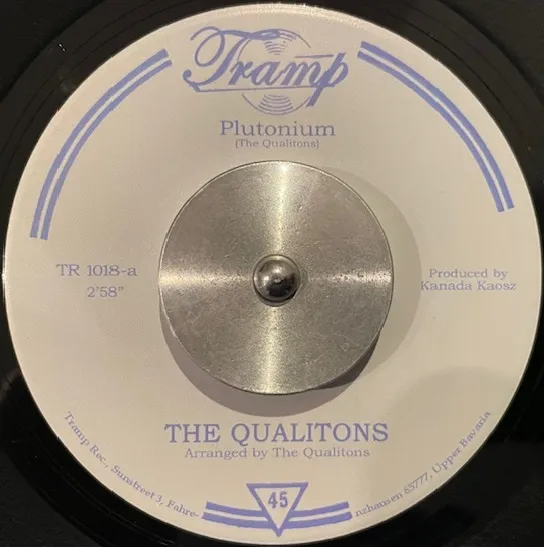 Tramp
Plutonium
(The Qualitons)
TR 1018-a
2'58"
Produced by
Kanada Kaosz
THE QUALITONS
Arranged by The Qualitons
Tramp Rec., Sunstreet 3, Fahre-
nzhausen 85777, Upper Bavaria
45